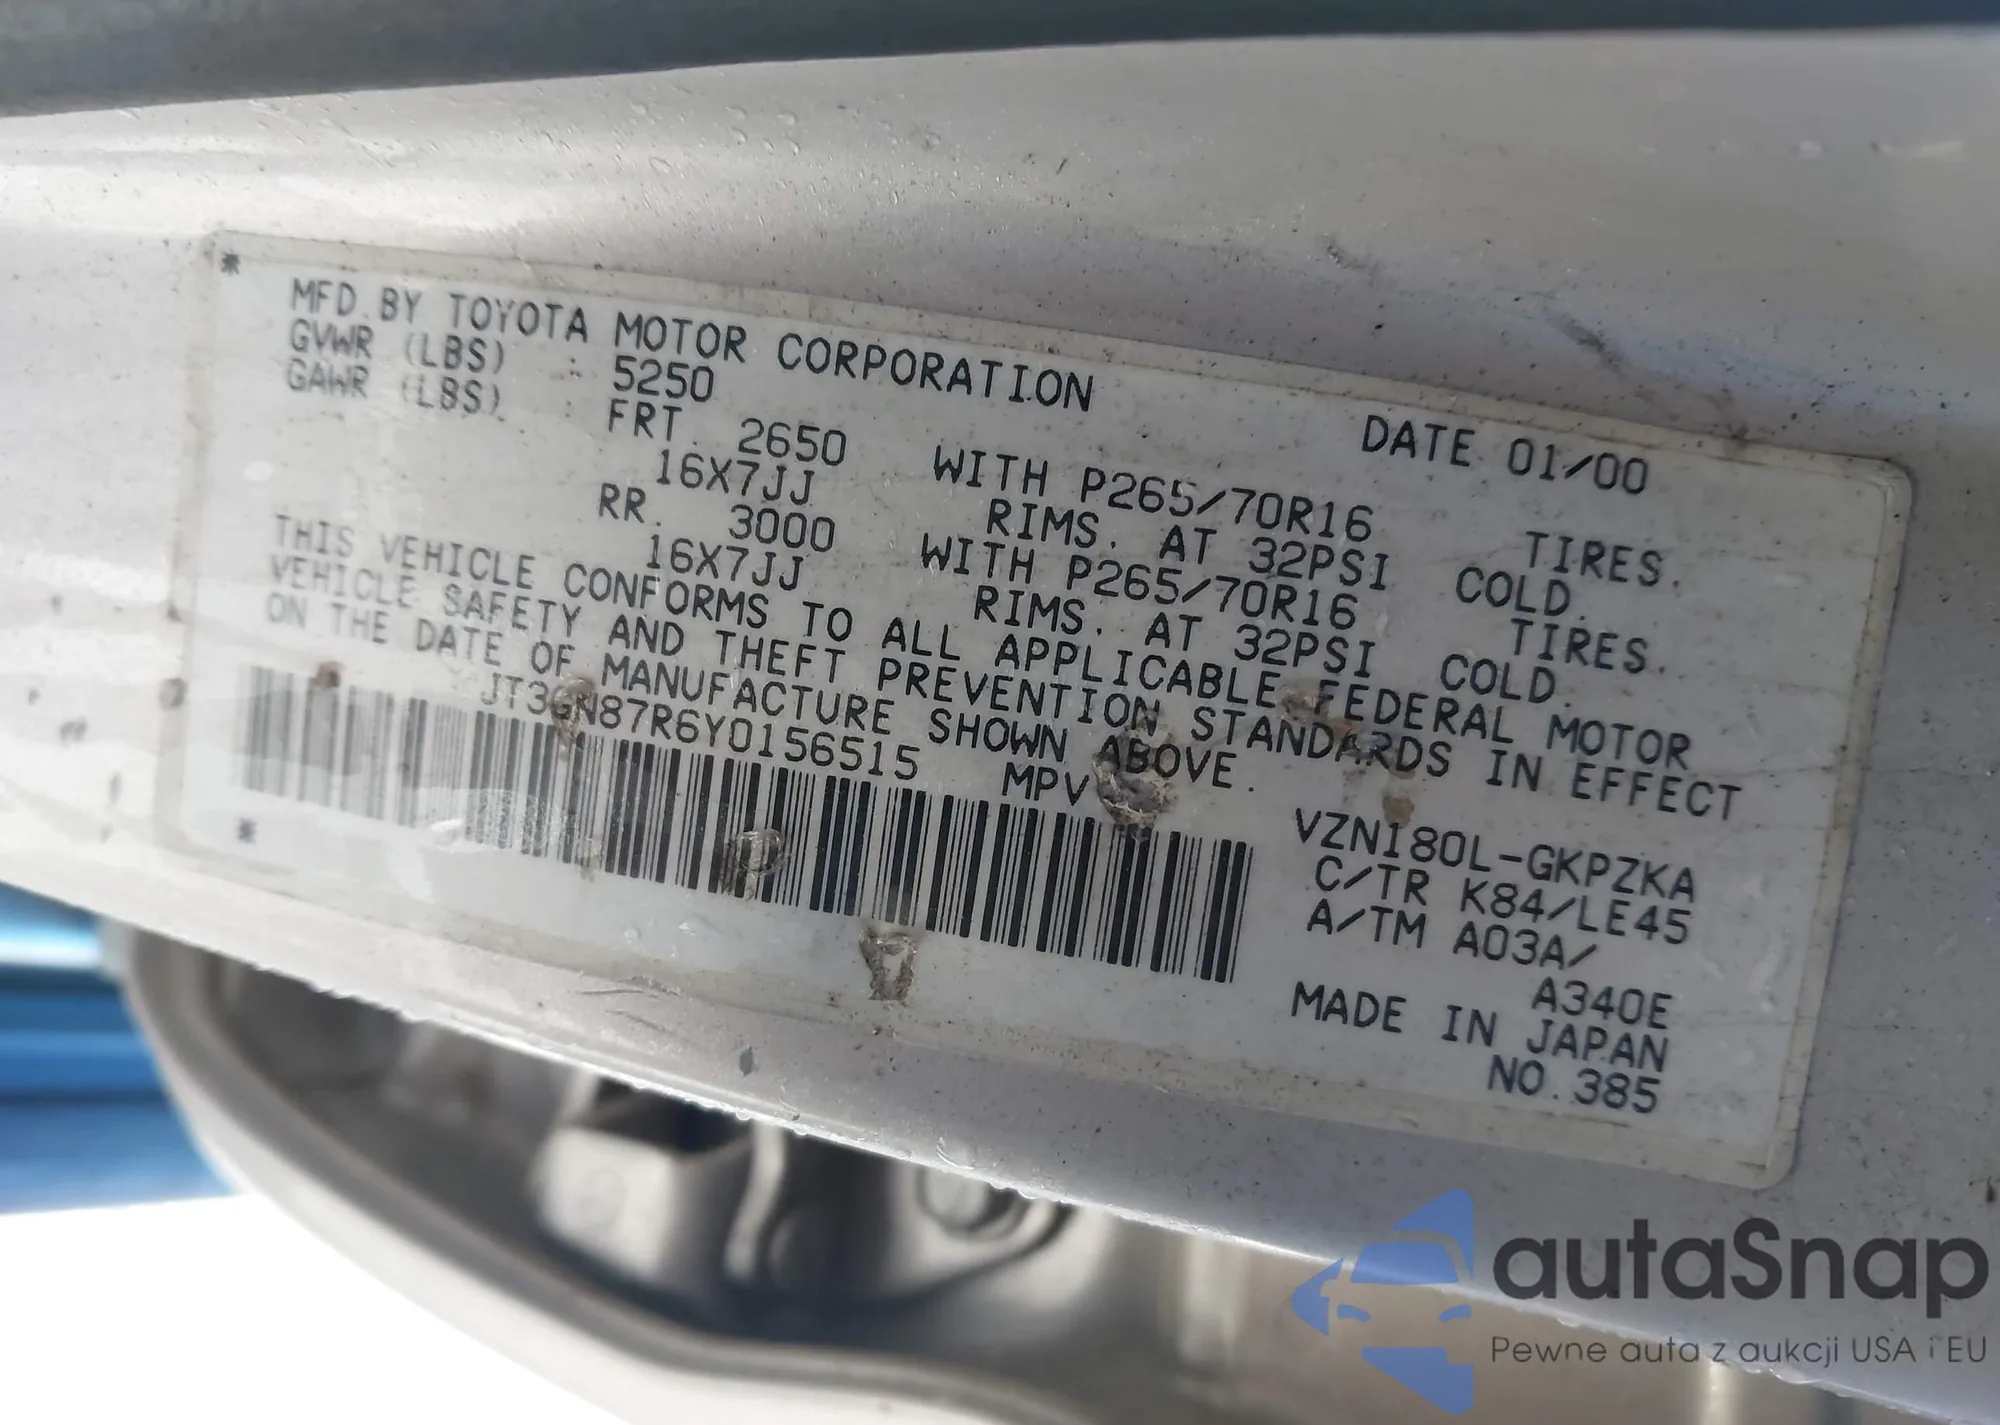 *
MFD. BY TOYOTA MOTOR CORPORATION DATE 01/00
GVWR (LBS) : 5250
GAWR (LBS) : FRT. 2650 WITH P265/70R16 TIRES.
16X7JJ RIMS. AT 32PSI COLD.
RR. 3000 WITH P265/70R16 TIRES.
16X7JJ RIMS. AT 32PSI COLD.
THIS VEHICLE CONFORMS TO ALL APPLICABLE FEDERAL MOTOR
VEHICLE SAFETY AND THEFT PREVENTION STANDARDS IN EFFECT
ON THE DATE OF MANUFACTURE SHOWN ABOVE.
JT3GN87R6Y0156515 MPV
VZN180L-GKPZKA
C/TR K84/LE45
A/TM A03A/
A340E
MADE IN JAPAN
NO.385
*
autaSnap
Pewne auta z aukcji USA i EU